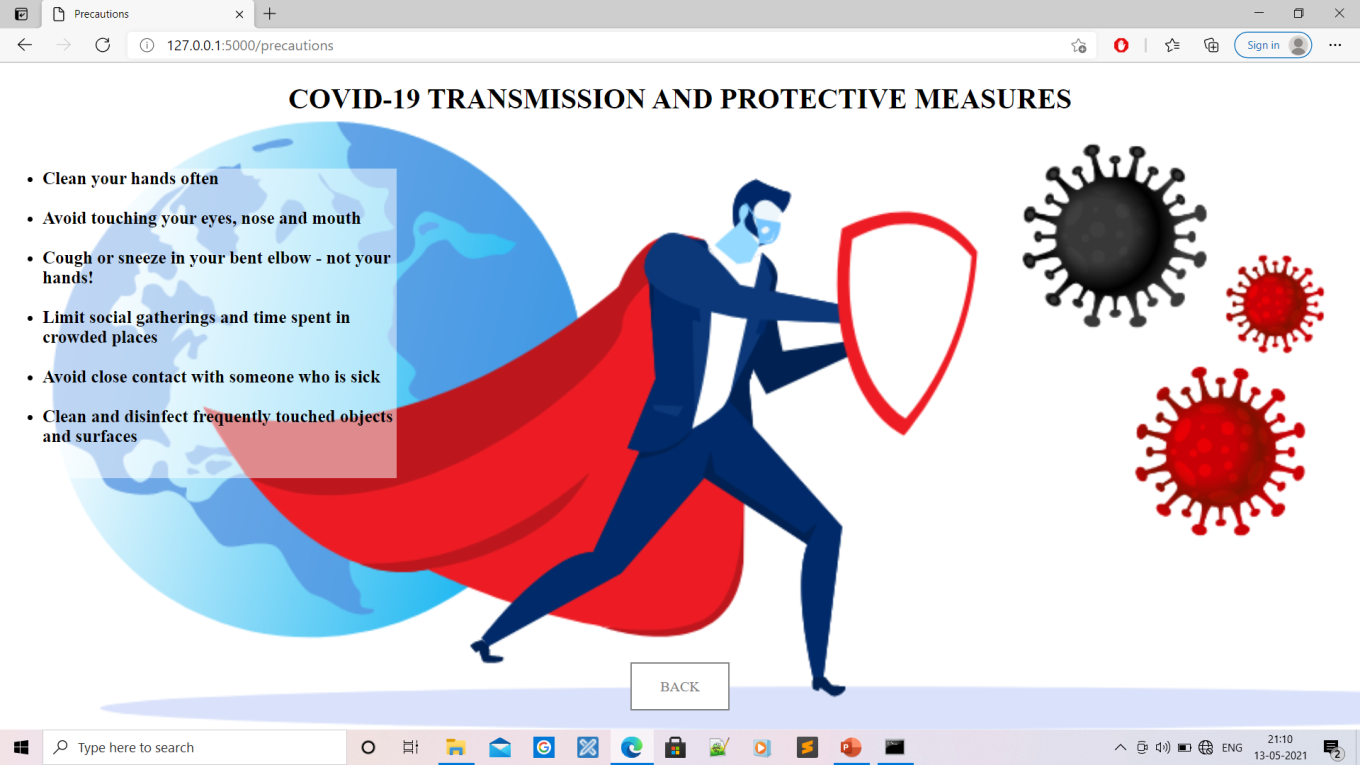 Precautions
127.0.0.1:5000/precautions
Sign in
COVID-19 TRANSMISSION AND PROTECTIVE MEASURES
• Clean your hands often
• Avoid touching your eyes, nose and mouth
• Cough or sneeze in your bent elbow - not your
hands!
• Limit social gatherings and time spent in
crowded places
• Avoid close contact with someone who is sick
• Clean and disinfect frequently touched objects
and surfaces
BACK
Type here to search
ENG
21:10
13-05-2021
2